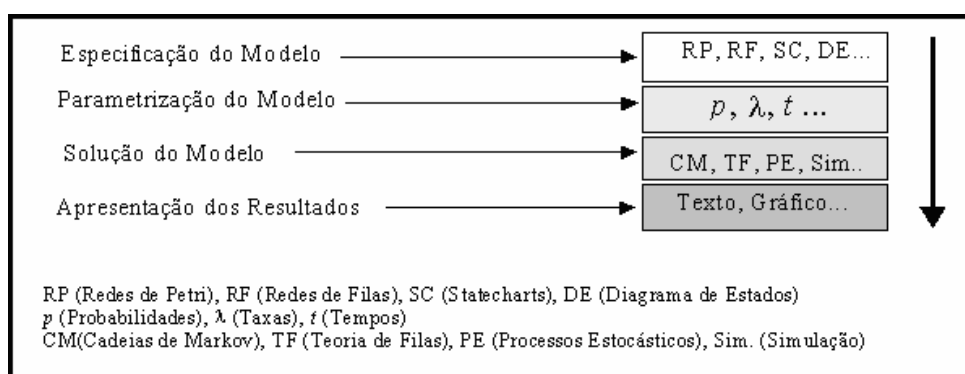 Especificação do Modelo RP, RF, SC, DE...
Parametrização do Modelo p, λ, t ...
Solução do Modelo CM, TF, PE, Sim..
Apresentação dos Resultados Texto, Gráfico...
RP (Redes de Petri), RF (Redes de Filas), SC (Statecharts), DE (Diagrama de Estados)
p (Probabilidades), λ (Taxas), t (Tempos)
CM(Cadeias de Markov), TF (Teoria de Filas), PE (Processos Estocásticos), Sim. (Simulação)